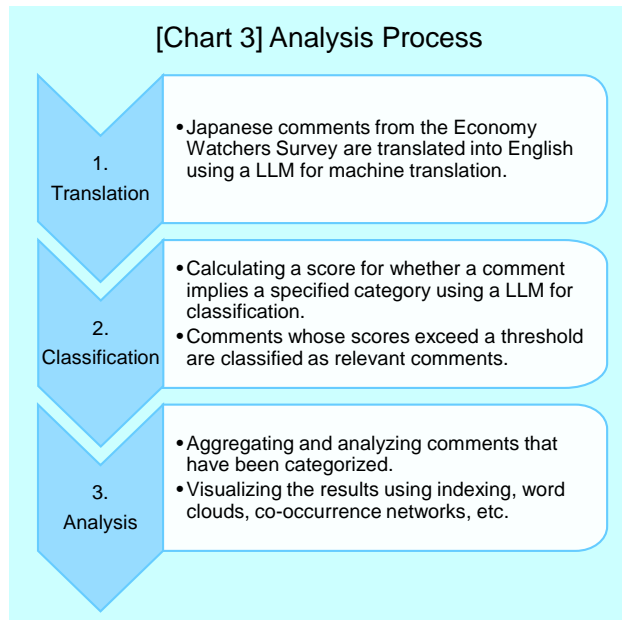 [Chart 3] Analysis Process
1.
Translation
•Japanese comments from the Economy
Watchers Survey are translated into English
using a LLM for machine translation.
2.
Classification
•Calculating a score for whether a comment
implies a specified category using a LLM for
classification.
•Comments whose scores exceed a threshold
are classified as relevant comments.
3.
Analysis
•Aggregating and analyzing comments that
have been categorized.
•Visualizing the results using indexing, word
clouds, co-occurrence networks, etc.